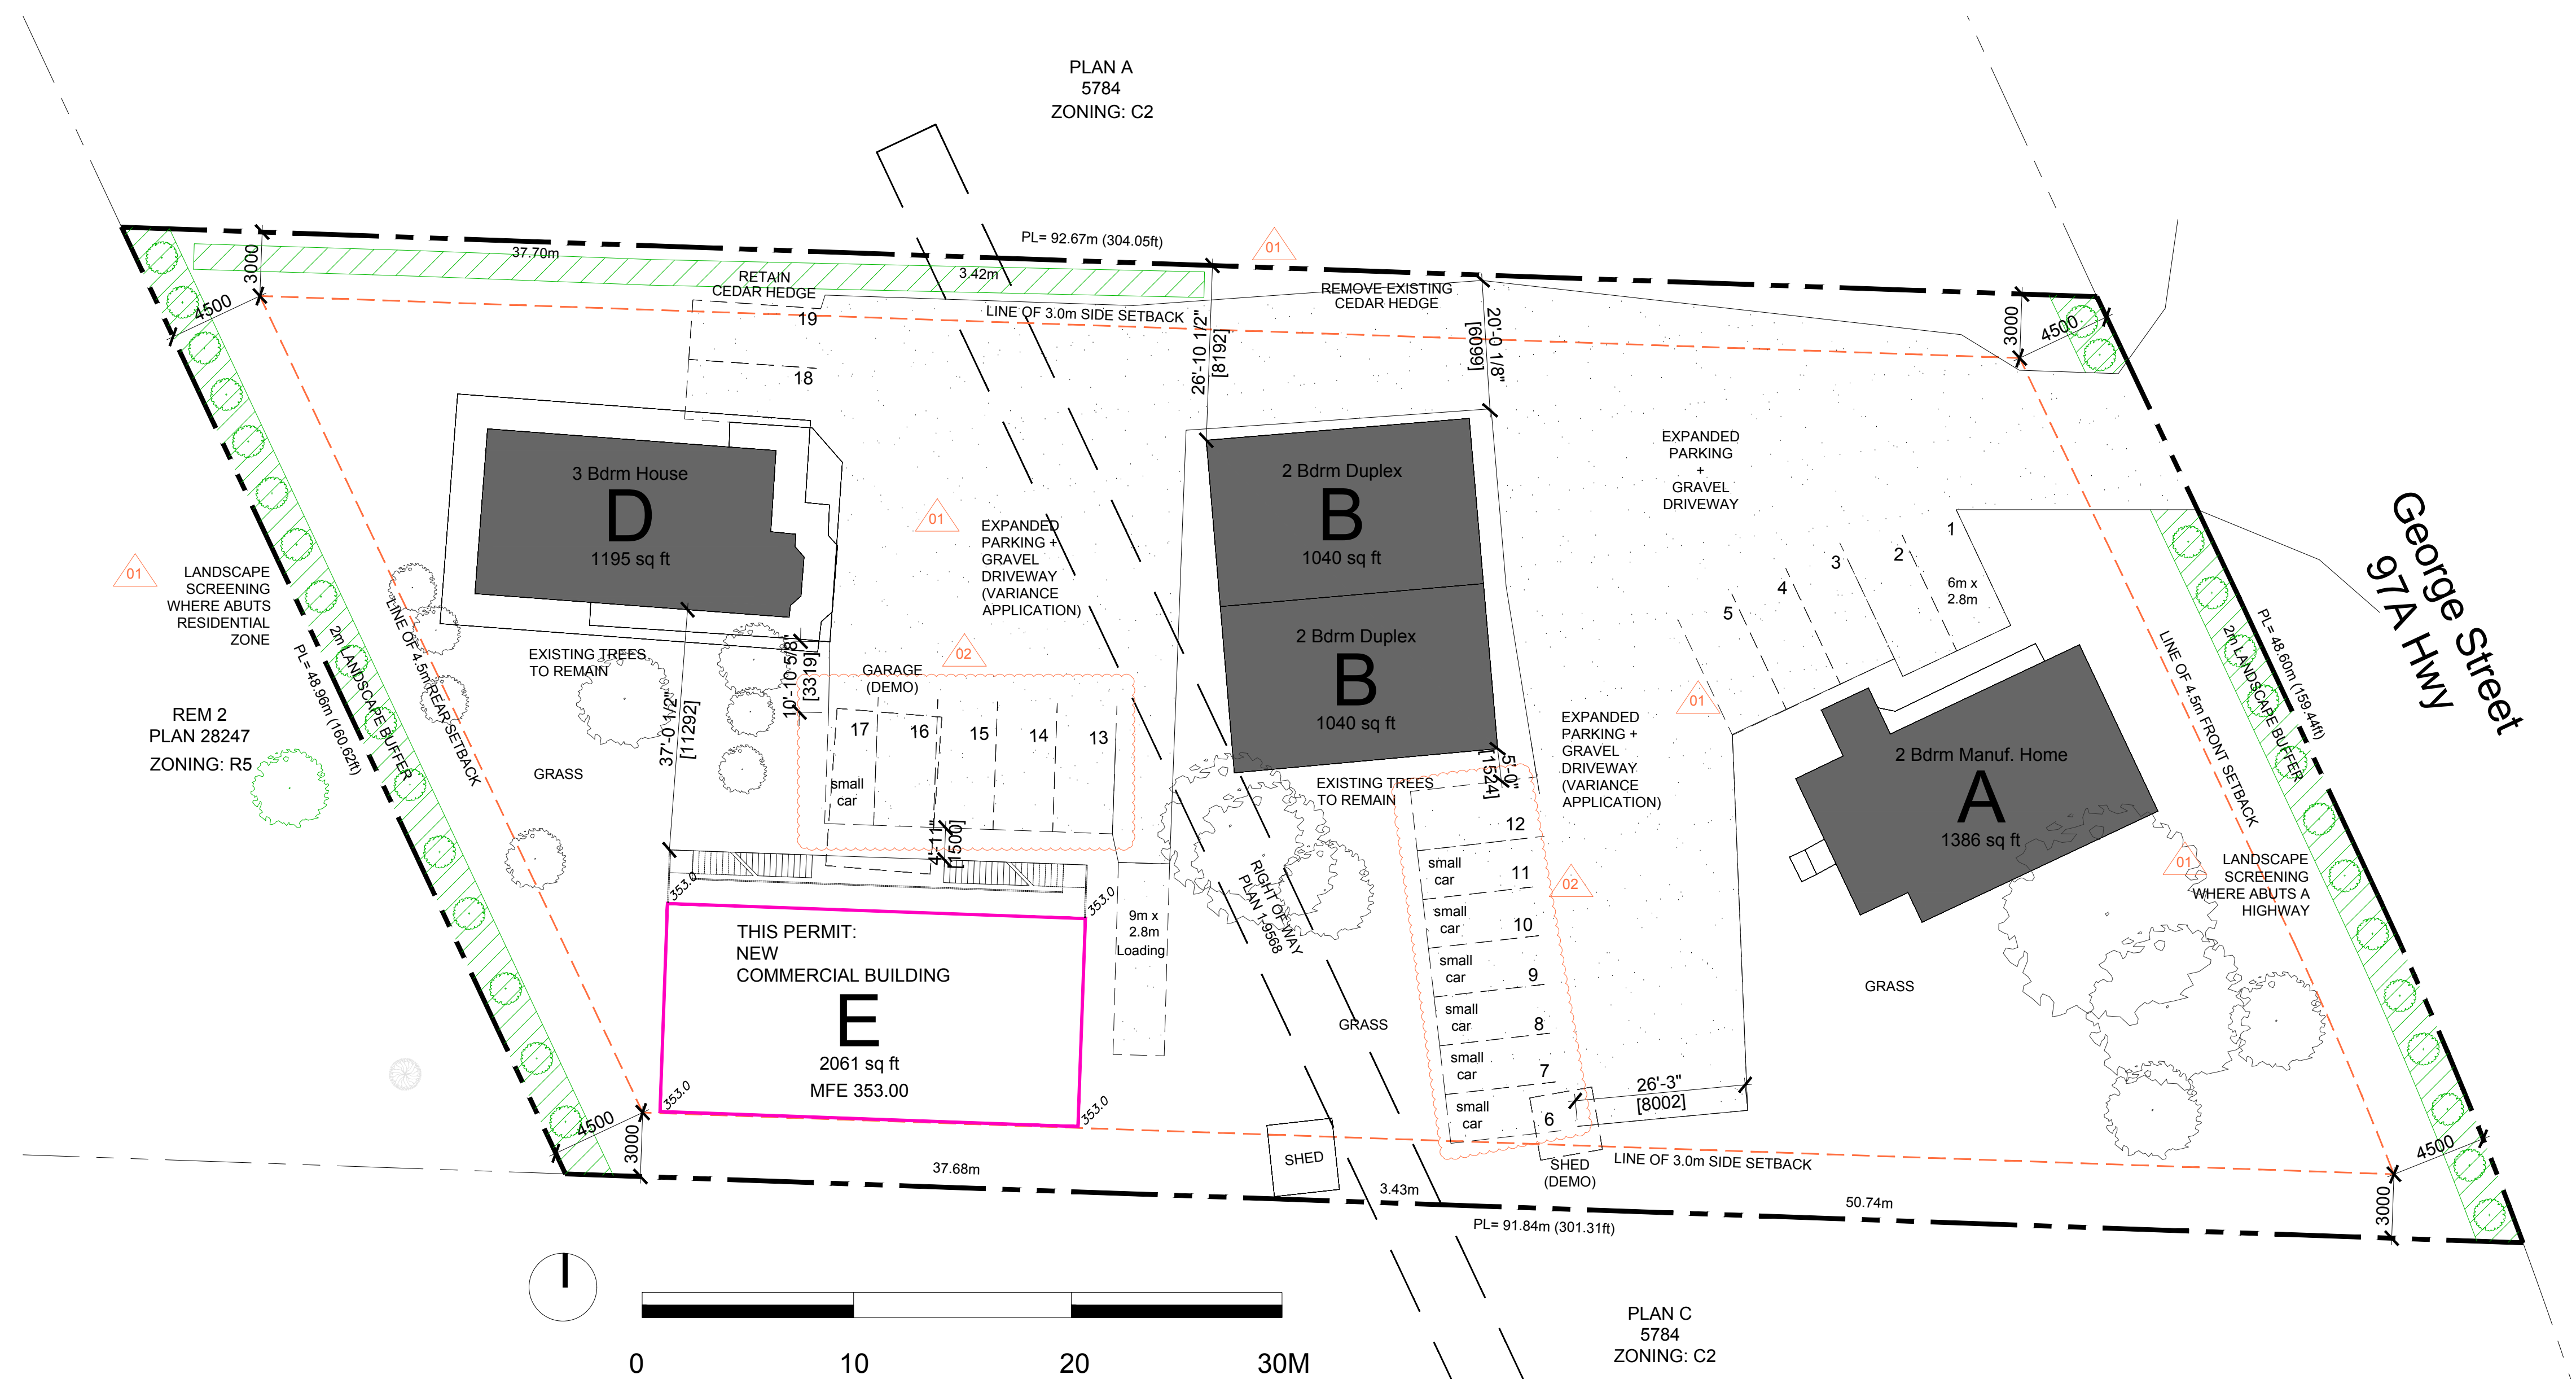 PLAN A
5784
ZONING: C2
PL= 92.67m (304.05ft)
01
37.70m
3.42m
3000
4500
RETAIN
CEDAR HEDGE
REMOVE EXISTING
CEDAR HEDGE
LINE OF 3.0m SIDE SETBACK
19
18
26'-10 1/2"
[8192]
20'-0 1/8"
[6099]
3000
4500
3 Bdrm House
D
1195 sq ft
01
EXPANDED
PARKING +
GRAVEL
DRIVEWAY
(VARIANCE
APPLICATION)
2 Bdrm Duplex
B
1040 sq ft
2 Bdrm Duplex
B
1040 sq ft
EXPANDED
PARKING
+
GRAVEL
DRIVEWAY
1
2
3
4
5
6m x
2.8m
George Street
97A Hwy
01
LANDSCAPE
SCREENING
WHERE ABUTS
RESIDENTIAL
ZONE
PL= 48.96m (160.62ft)
2m LANDSCAPE BUFFER
LINE OF 4.5m REAR SETBACK
REM 2
PLAN 28247
ZONING: R5
EXISTING TREES
TO REMAIN
GRASS
37'-0 1/2"
[11292]
10'-10 5/8"
[3319]
GARAGE
(DEMO)
02
17
16
15
14
13
small
car
4'-11"
[1500]
EXISTING TREES
TO REMAIN
5'-0"
[1524]
01
EXPANDED
PARKING +
GRAVEL
DRIVEWAY
(VARIANCE
APPLICATION)
2 Bdrm Manuf. Home
A
1386 sq ft
LINE OF 4.5m FRONT SETBACK
2m LANDSCAPE BUFFER
PL= 48.60m (159.44ft)
01
LANDSCAPE
SCREENING
WHERE ABUTS A
HIGHWAY
12
small
car
11
small
car
10
small
car
9
small
car
8
small
car
7
small
car
6
02
RIGHT OF WAY
PLAN 1-9568
353.0
353.0
THIS PERMIT:
NEW
COMMERCIAL BUILDING
E
2061 sq ft
MFE 353.00
353.0
353.0
9m x
2.8m
Loading
GRASS
GRASS
26'-3"
[8002]
4500
3000
SHED
SHED
(DEMO)
LINE OF 3.0m SIDE SETBACK
4500
3000
37.68m
3.43m
50.74m
PL= 91.84m (301.31ft)
0
10
20
30M
PLAN C
5784
ZONING: C2